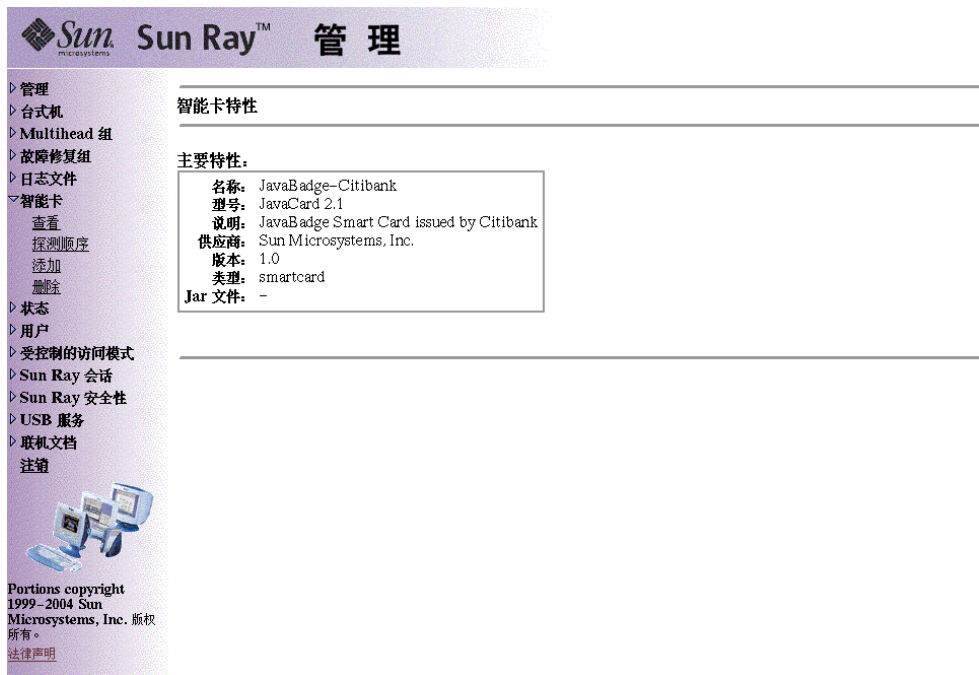 Sun microsystems Sun Ray™ 管 理
管理
台式机
Multihead 组
故障修复组
日志文件
智能卡
查看
探测顺序
添加
删除
状态
用户
受控制的访问模式
Sun Ray 会话
Sun Ray 安全性
USB 服务
联机文档
注销
Portions copyright
1999-2004 Sun
Microsystems, Inc. 版权
所有。
法律声明
智能卡特性
主要特性：
名称： JavaBadge-Citibank
型号： JavaCard 2.1
说明： JavaBadge Smart Card issued by Citibank
供应商： Sun Microsystems, Inc.
版本： 1.0
类型： smartcard
Jar 文件： -